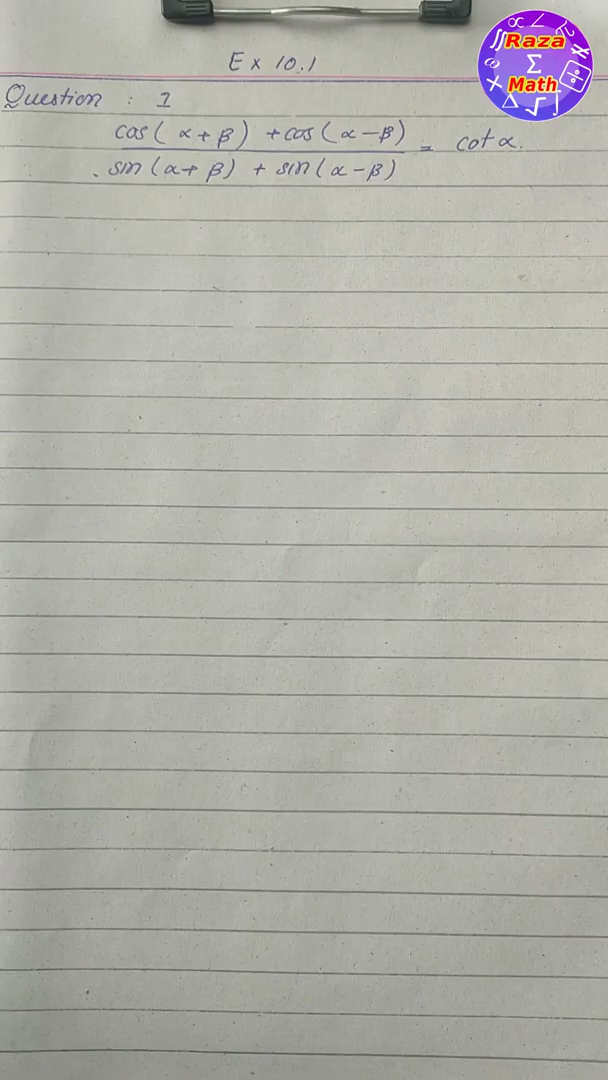 Raza
Σ
Math
Ex 10.1
Question : 1
cos(α+β) + cos(α-β) = cot α.
sin(α+β) + sin(α-β)